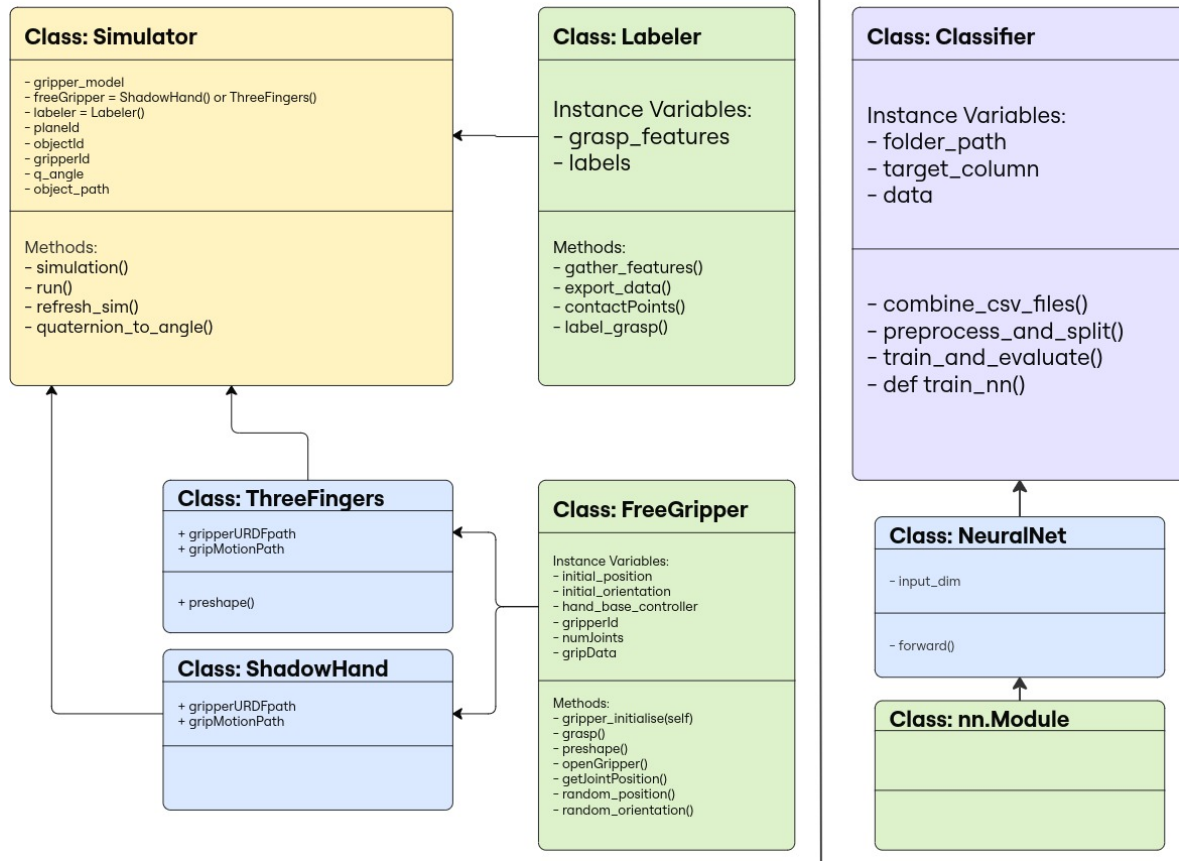 Class: Simulator
- gripper_model
- freeGripper = ShadowHand() or ThreeFingers()
- labeler = Labeler()
- planeId
- objectId
- gripperId
- q_angle
- object_path
Methods:
- simulation()
- run()
- refresh_sim()
- quaternion_to_angle()
Class: Labeler
Instance Variables:
- grasp_features
- labels
Methods:
- gather_features()
- export_data()
- contactPoints()
- label_grasp()
Class: ThreeFingers
+ gripperURDFpath
+ gripMotionPath
+ preshape()
Class: ShadowHand
+ gripperURDFpath
+ gripMotionPath
Class: FreeGripper
Instance Variables:
- initial_position
- initial_orientation
- hand_base_controller
- gripperId
- numJoints
- gripData
Methods:
- gripper_initialise(self)
- grasp()
- preshape()
- openGripper()
- getJointPosition()
- random_position()
- random_orientation()
Class: Classifier
Instance Variables:
- folder_path
- target_column
- data
- combine_csv_files()
- preprocess_and_split()
- train_and_evaluate()
- def train_nn()
Class: NeuralNet
- input_dim
- forward()
Class: nn.Module